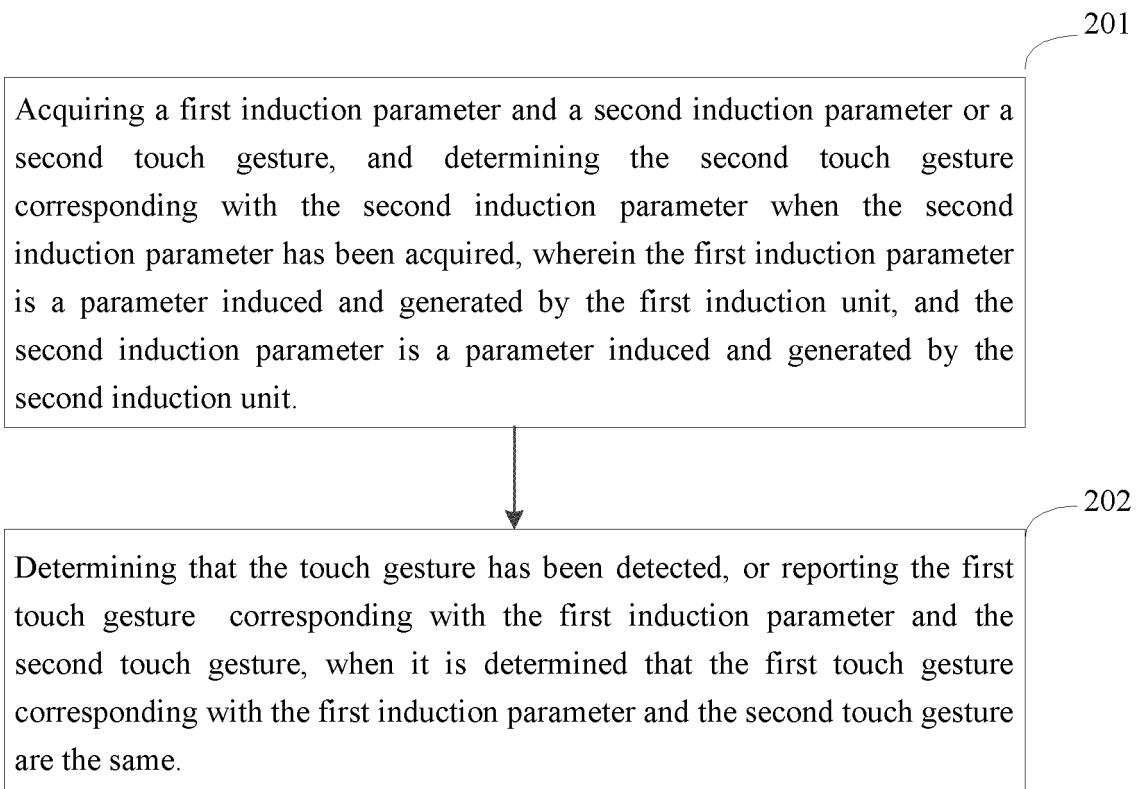 201
Acquiring a first induction parameter and a second induction parameter or a
second touch gesture, and determining the second touch gesture
corresponding with the second induction parameter when the second
induction parameter has been acquired, wherein the first induction parameter
is a parameter induced and generated by the first induction unit, and the
second induction parameter is a parameter induced and generated by the
second induction unit.
202
Determining that the touch gesture has been detected, or reporting the first
touch gesture corresponding with the first induction parameter and the
second touch gesture, when it is determined that the first touch gesture
corresponding with the first induction parameter and the second touch gesture
are the same.